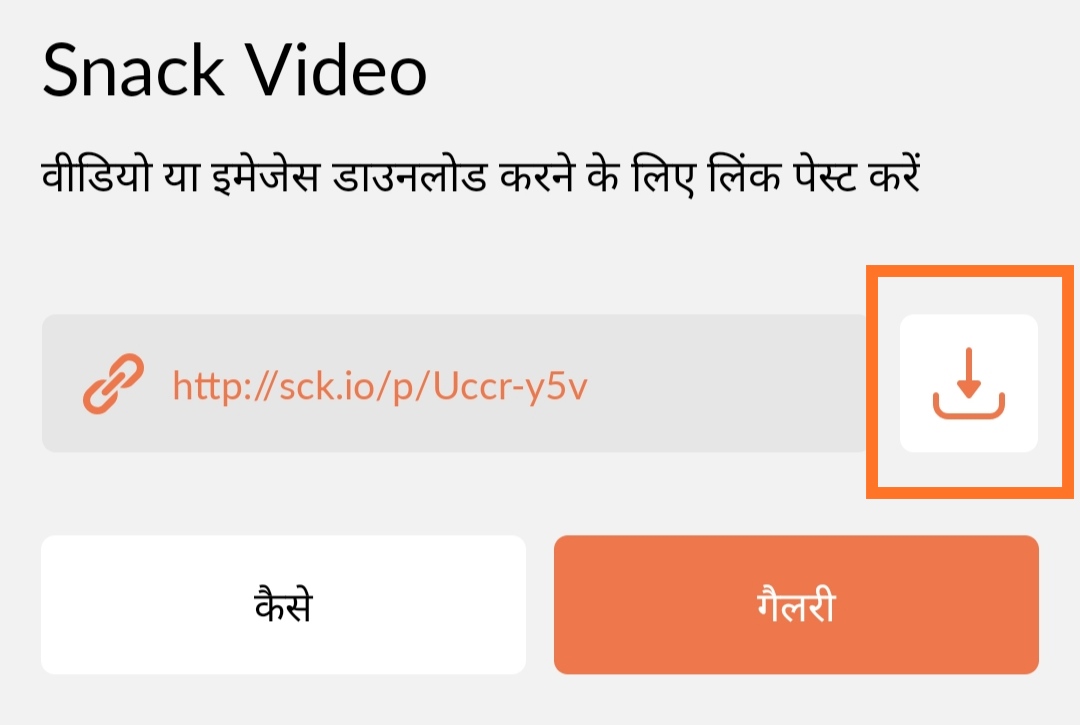 Snack Video
वीडियो या इमेजेस डाउनलोड करने के लिए लिंक पेस्ट करें
http://sck.io/p/Uccr-y5v
कैसे
गैलरी